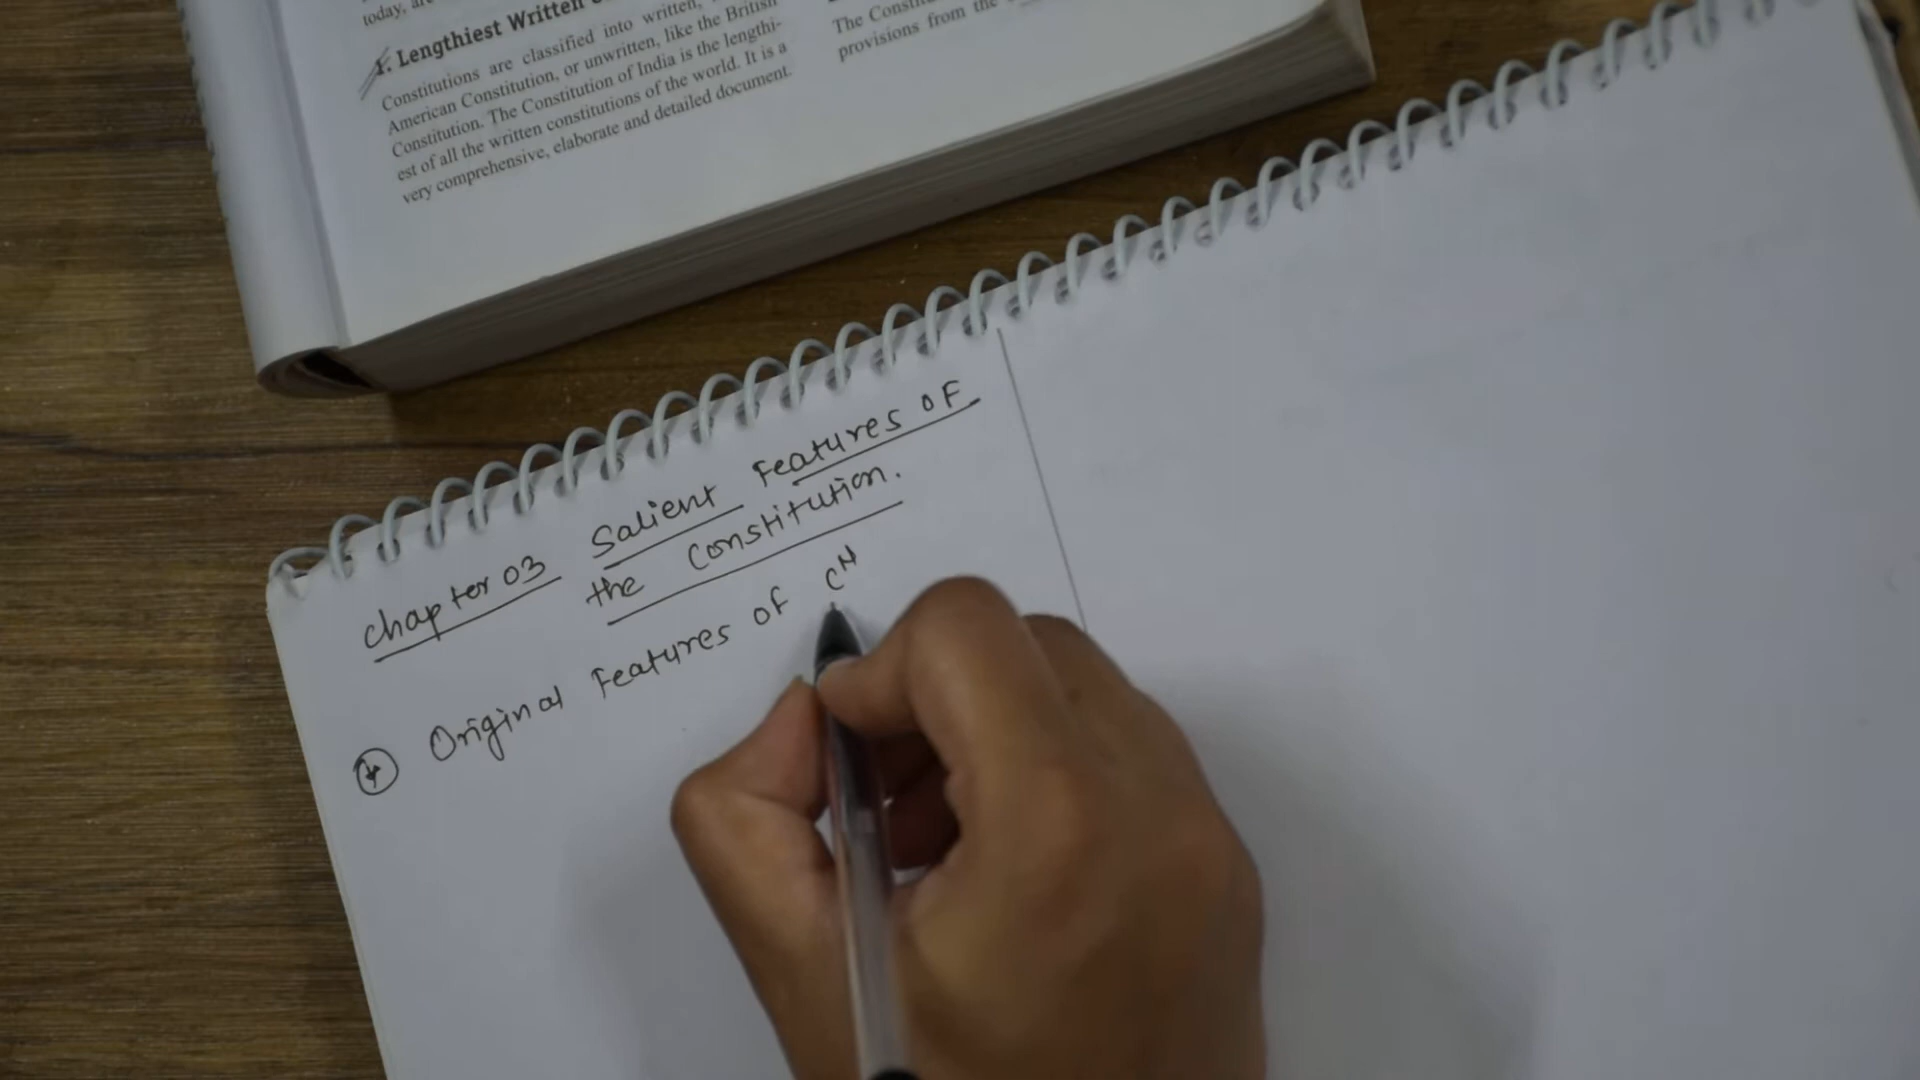 today, are
1. Lengthiest Written
Constitutions are classified into written,
American Constitution, or unwritten, like the British
Constitution. The Constitution of India is the lengthi-
est of all the written constitutions of the world. It is a
very comprehensive, elaborate and detailed document.
The Consti
provisions from the
Chapter 03 Salient Features OF
the Constitution.
Original Features of C^N